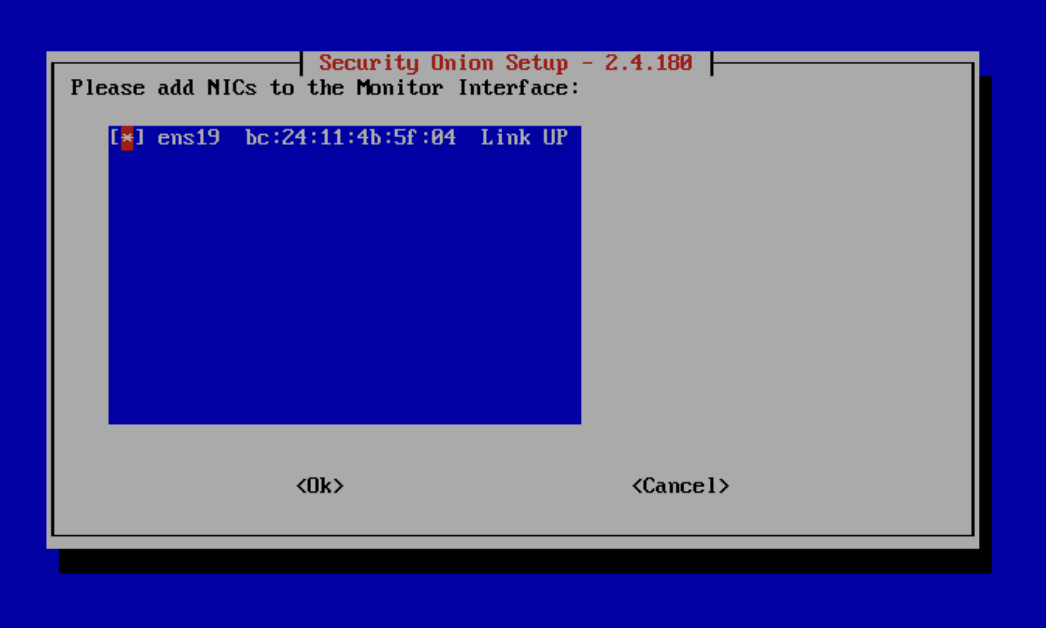 Security Onion Setup - 2.4.180
Please add NICs to the Monitor Interface:
[*] ens19  bc:24:11:4b:5f:04  Link UP
<Ok>
<Cancel>